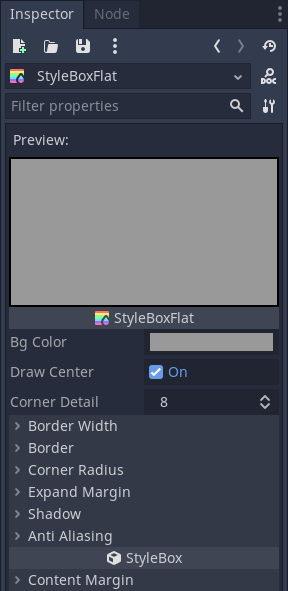 Inspector Node
StyleBoxFlat
DOC
Filter properties
Preview:
StyleBoxFlat
Bg Color
Draw Center On
Corner Detail 8
Border Width
Border
Corner Radius
Expand Margin
Shadow
Anti Aliasing
StyleBox
Content Margin